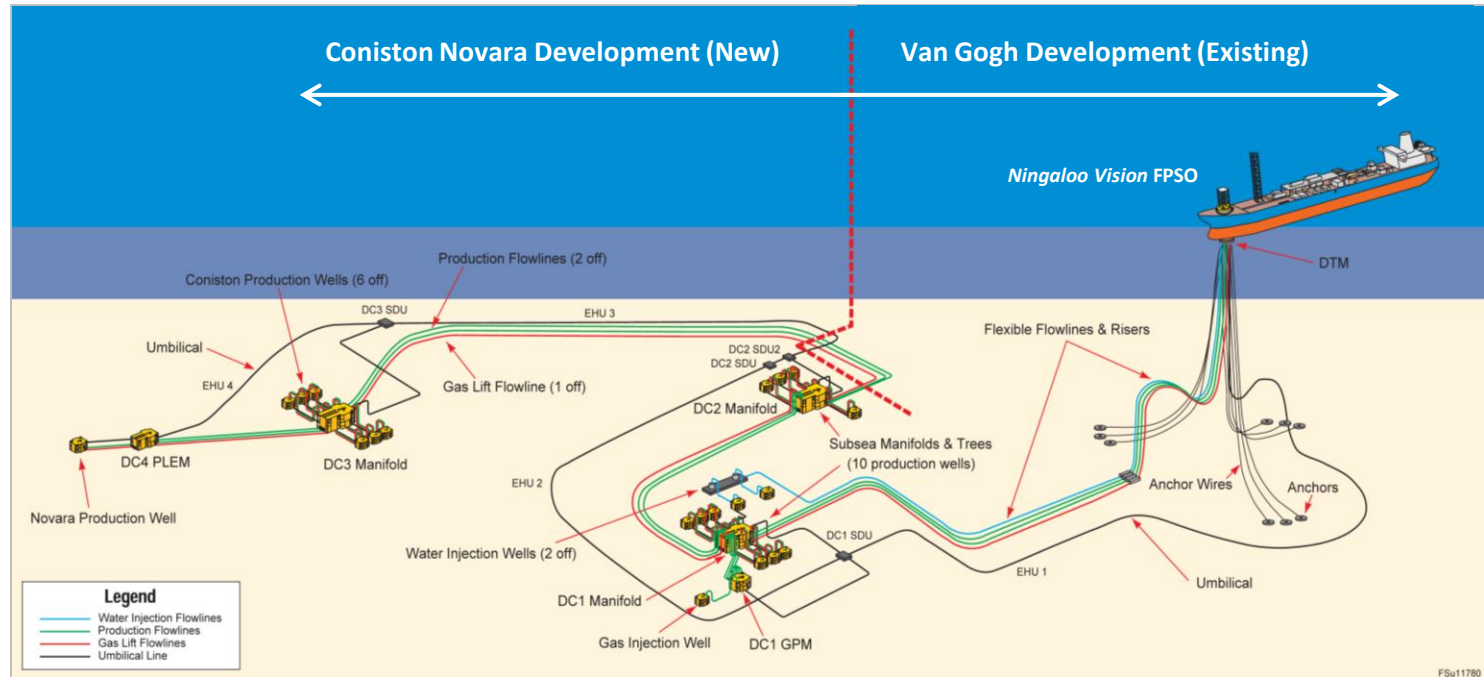 Coniston Novara Development (New)
Van Gogh Development (Existing)
Ningaloo Vision FPSO
DTM
Production Flowlines (2 off)
Coniston Production Wells (6 off)
DC3 SDU
EHU 3
Flexible Flowlines & Risers
Umbilical
DC2 SDU2
DC2 SDU
EHU 4
Gas Lift Flowline (1 off)
DC2 Manifold
Subsea Manifolds & Trees
(10 production wells)
DC4 PLEM
DC3 Manifold
EHU 2
Anchor Wires
Anchors
Novara Production Well
Water Injection Wells (2 off)
DC1 SDU
EHU 1
Umbilical
DC1 Manifold
Gas Injection Well
DC1 GPM
Legend
Water Injection Flowlines
Production Flowlines
Gas Lift Flowlines
Umbilical Line
FSu11780